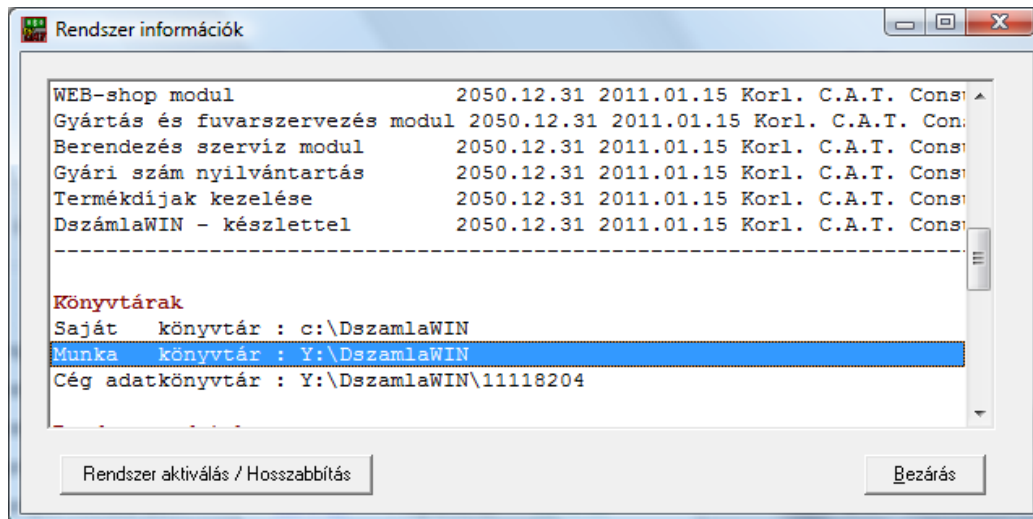 Rendszer információk
WEB-shop modul 2050.12.31 2011.01.15 Korl. C.A.T.
Gyártás és fuvarszervezés modul 2050.12.31 2011.01.15 Korl. C.A.T.
Berendezés szervíz modul 2050.12.31 2011.01.15 Korl. C.A.T.
Gyári szám nyilvántartás 2050.12.31 2011.01.15 Korl. C.A.T.
Termékdíjak kezelése 2050.12.31 2011.01.15 Korl. C.A.T.
DszámlaWIN - készlettel 2050.12.31 2011.01.15 Korl. C.A.T.
Könyvtárak
Saját könyvtár : c:\DszamlaWIN
Munka könyvtár : Y:\DszamlaWIN
Cég adatkönyvtár : Y:\DszamlaWIN\11118204
Rendszer aktiválás / Hosszabbítás
Bezárás